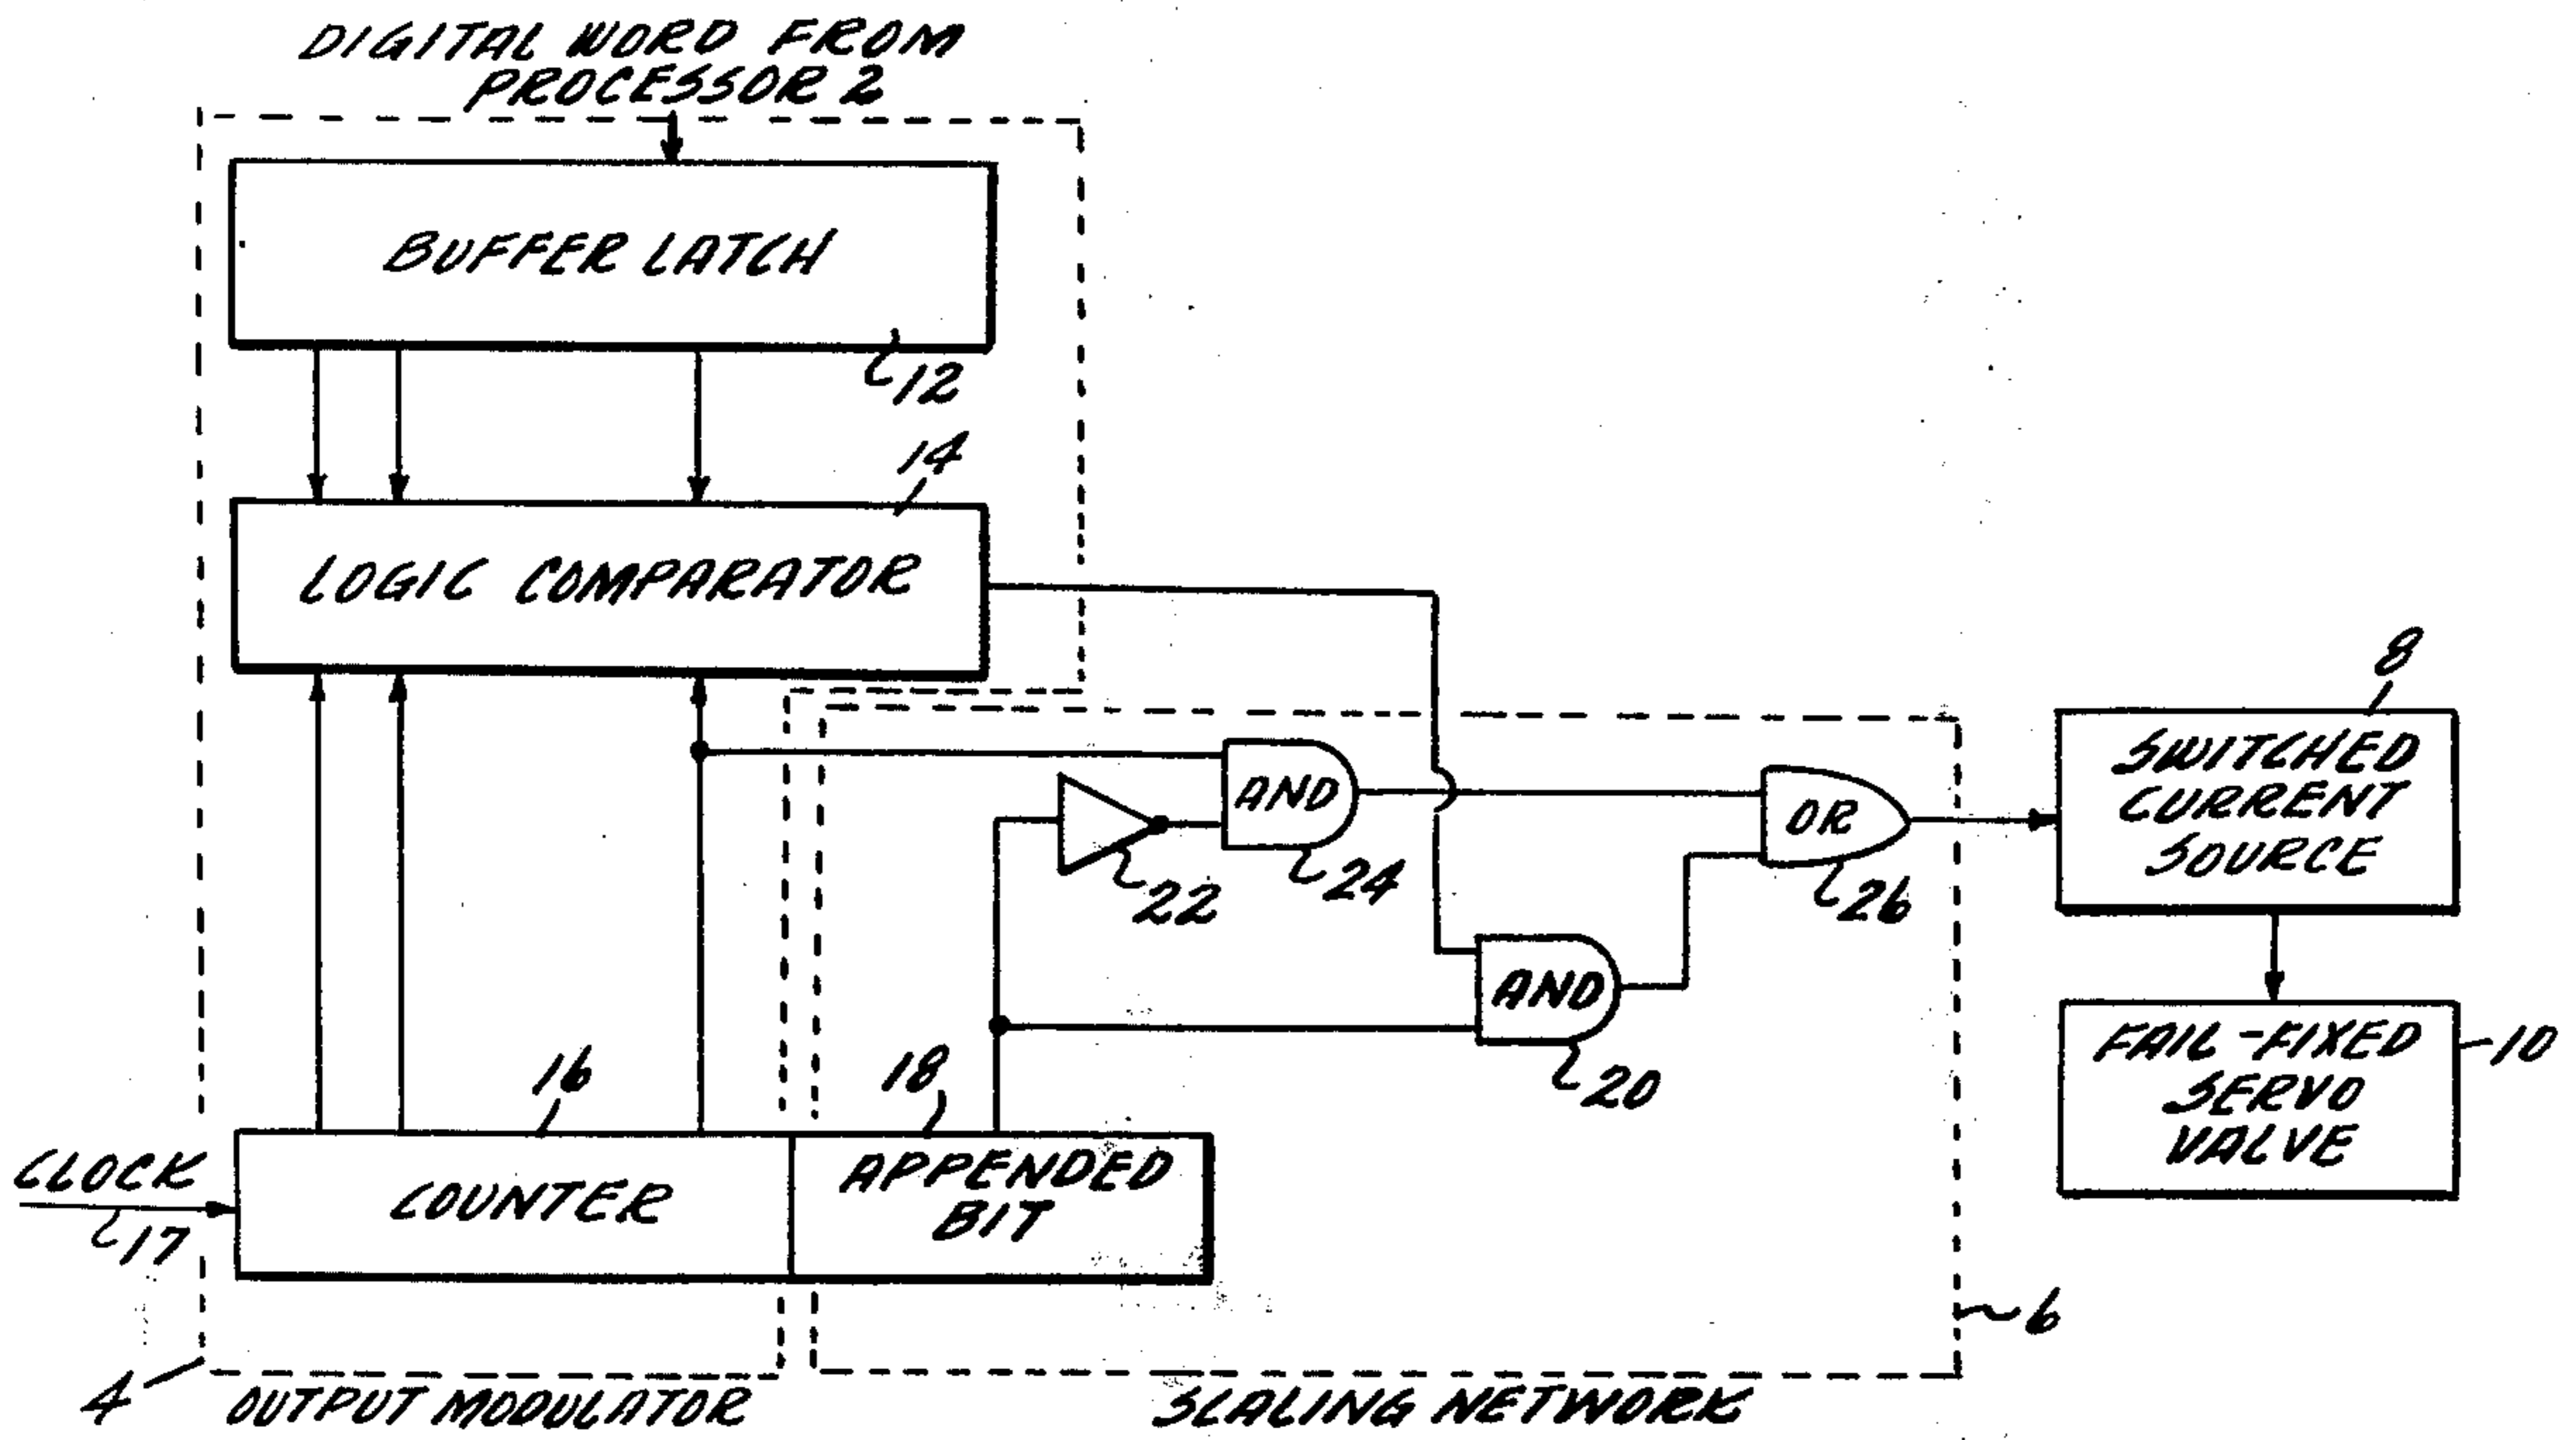 DIGITAL WORD FROM
PROCESSOR 2
BUFFER LATCH
12
14
LOGIC COMPARATOR
8
SWITCHED
CURRENT
SOURCE
AND
OR
22
24
26
AND
20
FAIL-FIXED
SERVO
VALVE
10
16
18
CLOCK
17
COUNTER
APPENDED
BIT
6
4
OUTPUT MODULATOR
SCALING NETWORK